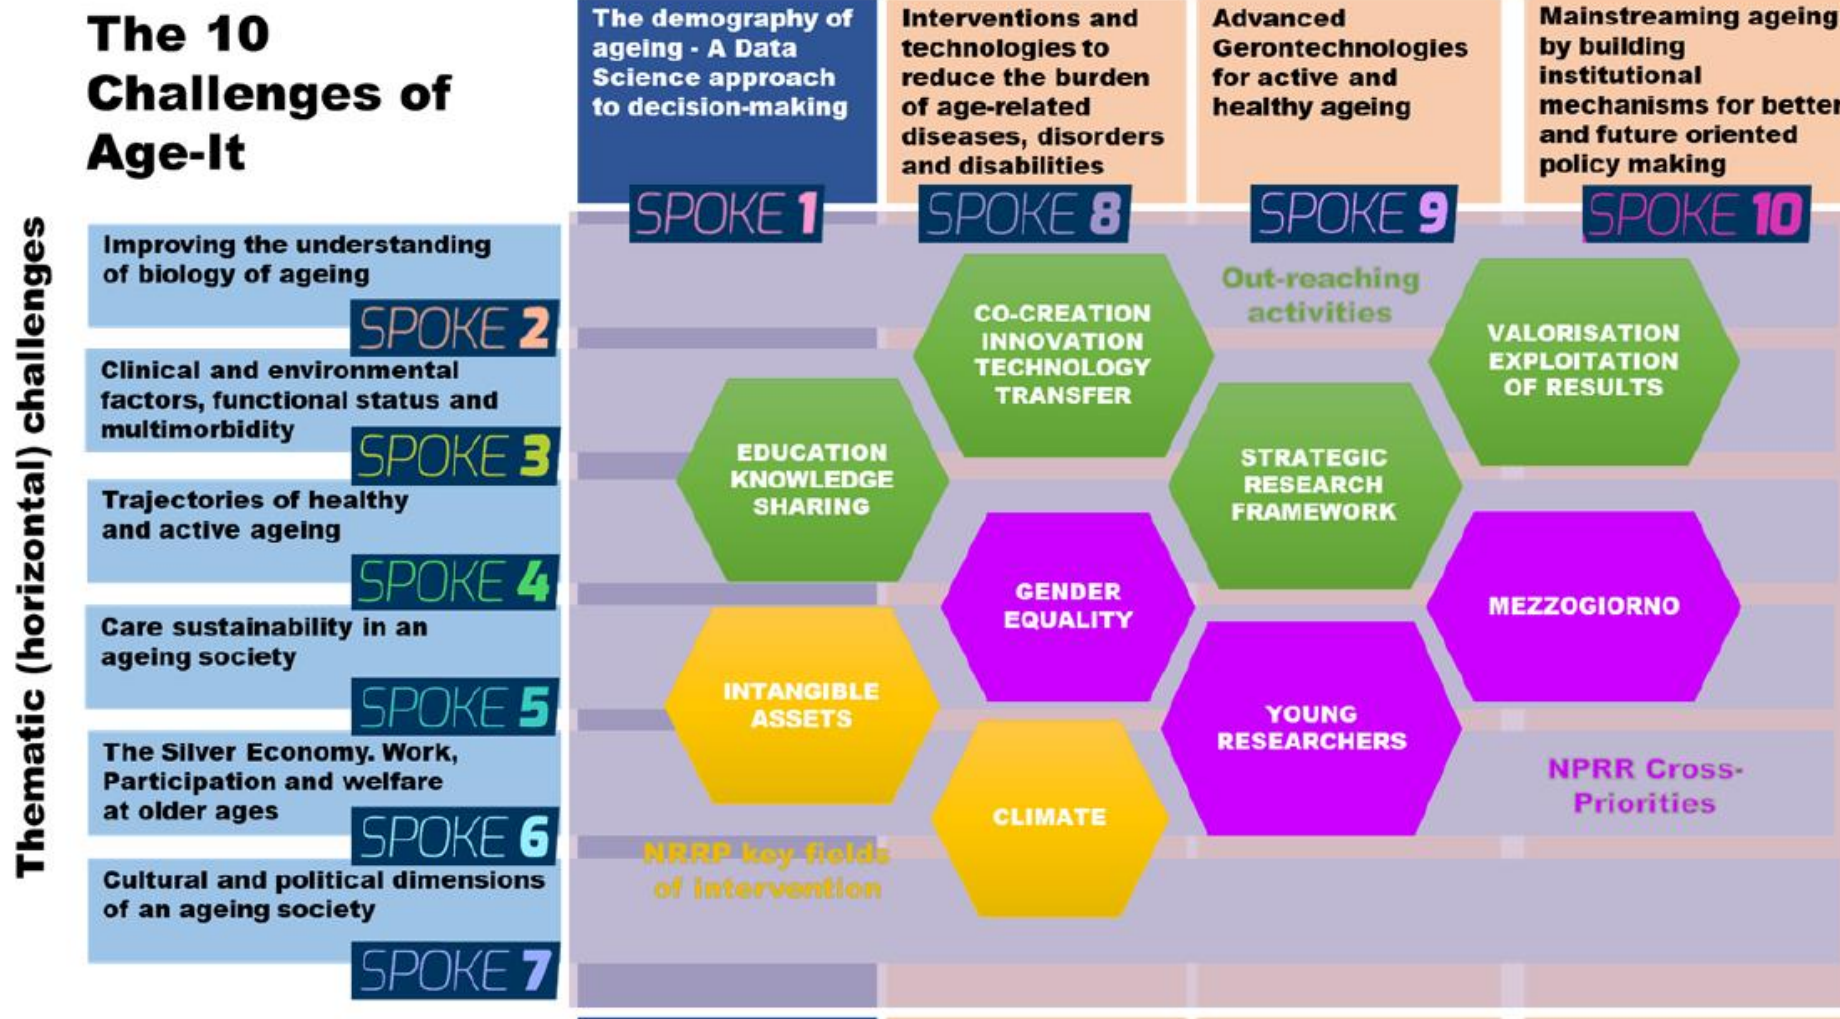 The 10
Challenges of
Age-It
The demography of
ageing - A Data
Science approach
to decision-making
SPOKE 1
Interventions and
technologies to
reduce the burden
of age-related
diseases, disorders
and disabilities
SPOKE 8
Advanced
Gerontechnologies
for active and
healthy ageing
SPOKE 9
Mainstreaming ageing
by building
institutional
mechanisms for better
and future oriented
policy making
SPOKE 10
Thematic (horizontal) challenges
Improving the understanding
of biology of ageing
SPOKE 2
Clinical and environmental
factors, functional status and
multimorbidity
SPOKE 3
Trajectories of healthy
and active ageing
SPOKE 4
Care sustainability in an
ageing society
SPOKE 5
The Silver Economy. Work,
Participation and welfare
at older ages
SPOKE 6
Cultural and political dimensions
of an ageing society
SPOKE 7
Out-reaching
activities
CO-CREATION
INNOVATION
TECHNOLOGY
TRANSFER
VALORISATION
EXPLOITATION
OF RESULTS
EDUCATION
KNOWLEDGE
SHARING
STRATEGIC
RESEARCH
FRAMEWORK
GENDER
EQUALITY
MEZZOGIORNO
INTANGIBLE
ASSETS
YOUNG
RESEARCHERS
CLIMATE
NPRR Cross-
Priorities
NRRP key fields
of intervention